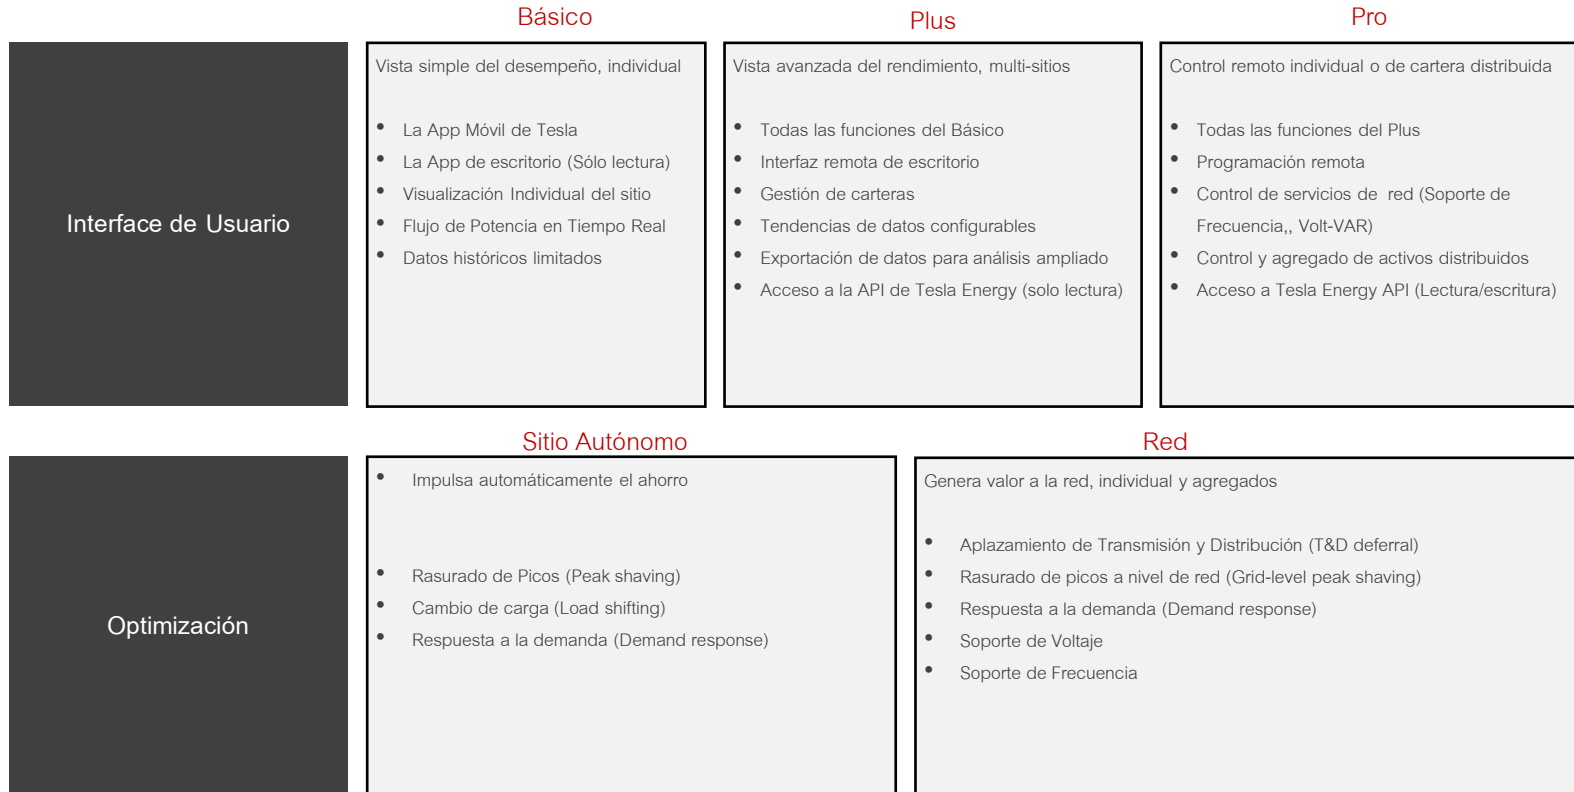 Básico
Plus
Pro
Interface de Usuario
Vista simple del desempeño, individual
• La App Móvil de Tesla
• La App de escritorio (Sólo lectura)
• Visualización Individual del sitio
• Flujo de Potencia en Tiempo Real
• Datos históricos limitados
Vista avanzada del rendimiento, multi-sitios
• Todas las funciones del Básico
• Interfaz remota de escritorio
• Gestión de carteras
• Tendencias de datos configurables
• Exportación de datos para análisis ampliado
• Acceso a la API de Tesla Energy (solo lectura)
Control remoto individual o de cartera distribuida
• Todas las funciones del Plus
• Programación remota
• Control de servicios de red (Soporte de
Frecuencia,, Volt-VAR)
• Control y agregado de activos distribuidos
• Acceso a Tesla Energy API (Lectura/escritura)
Sitio Autónomo
Red
Optimización
• Impulsa automáticamente el ahorro
• Rasurado de Picos (Peak shaving)
• Cambio de carga (Load shifting)
• Respuesta a la demanda (Demand response)
Genera valor a la red, individual y agregados
• Aplazamiento de Transmisión y Distribución (T&D deferral)
• Rasurado de picos a nivel de red (Grid-level peak shaving)
• Respuesta a la demanda (Demand response)
• Soporte de Voltaje
• Soporte de Frecuencia